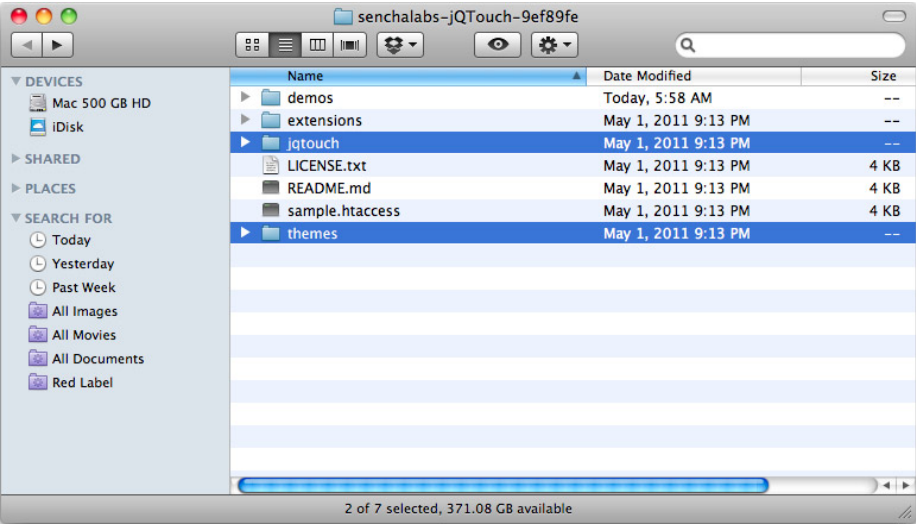 senchalabs-jQTouch-9ef89fe
DEVICES
Mac 500 GB HD
iDisk
SHARED
PLACES
SEARCH FOR
Today
Yesterday
Past Week
All Images
All Movies
All Documents
Red Label
Name Date Modified Size
demos Today, 5:58 AM --
extensions May 1, 2011 9:13 PM --
jqtouch May 1, 2011 9:13 PM --
LICENSE.txt May 1, 2011 9:13 PM 4 KB
README.md May 1, 2011 9:13 PM 4 KB
sample.htaccess May 1, 2011 9:13 PM 4 KB
themes May 1, 2011 9:13 PM --
2 of 7 selected, 371.08 GB available